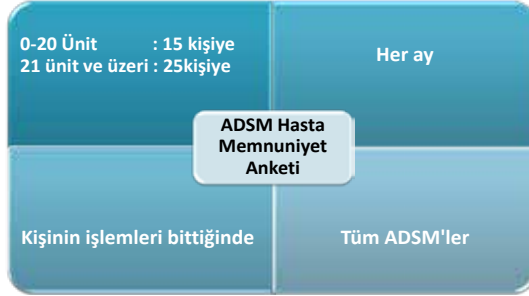 0-20 Ünit : 15 kişiye
21 ünit ve üzeri : 25kişiye
Her ay
ADSM Hasta
Memnuniyet
Anketi
Kişinin işlemleri bittiğinde
Tüm ADSM'ler